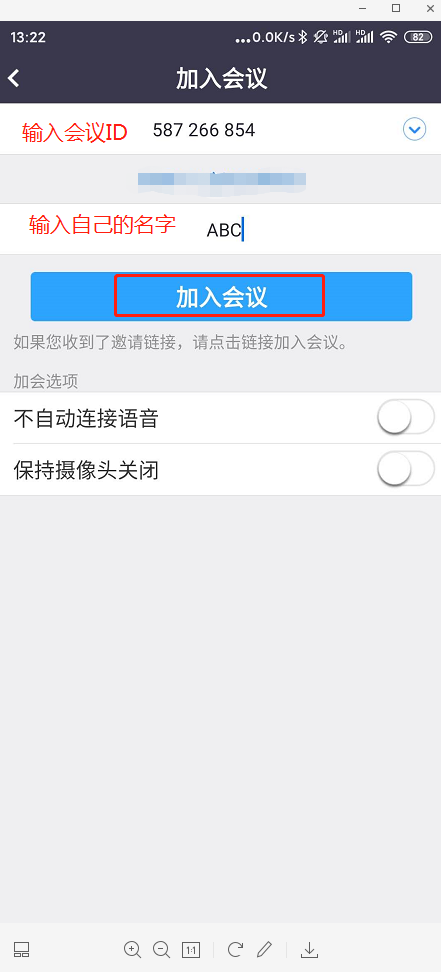 13:22 ...0.0K/s HD HD 82
加入会议
输入会议ID 587 266 854
输入自己的名字 ABC
加入会议
如果您收到了邀请链接，请点击链接加入会议。
加会选项
不自动连接语音
保持摄像头关闭
1:1